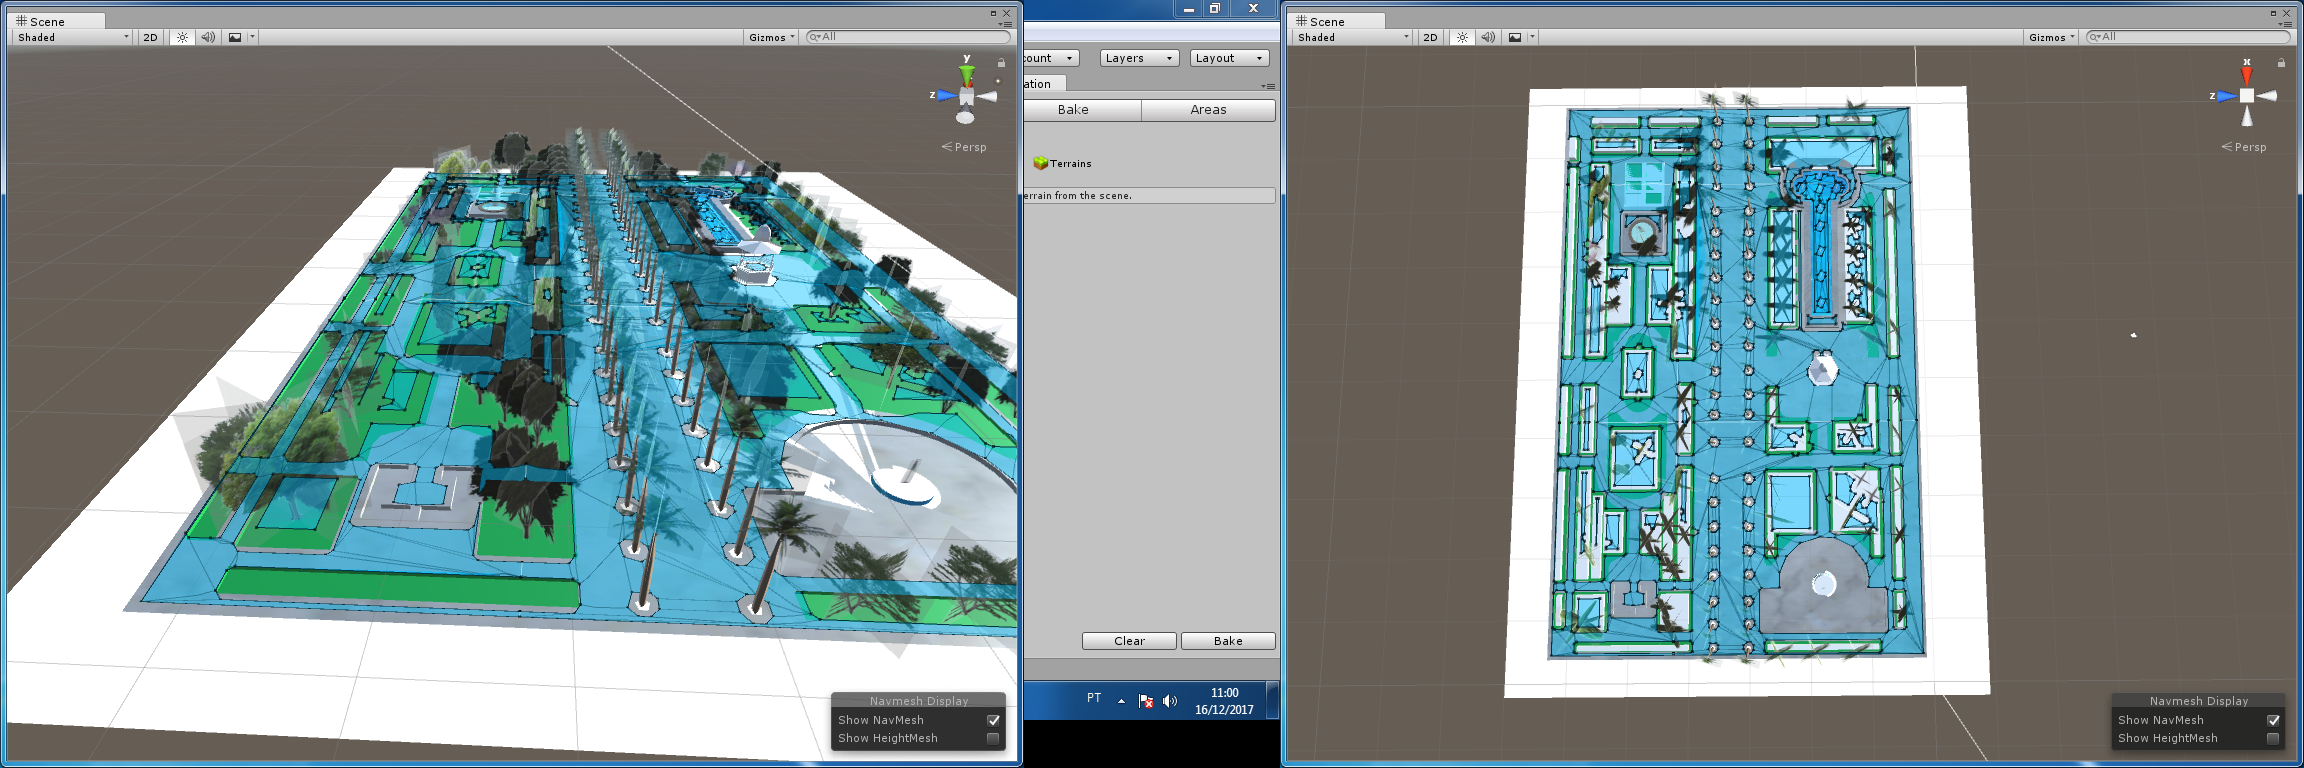 Scene
Shaded
2D
Gizmos
All
y
z
Persp
Navmesh Display
Show NavMesh
Show HeightMesh
ount
Layers
Layout
ation
Bake
Areas
Terrains
errain from the scene.
Clear
Bake
PT
11:00
16/12/2017
Scene
Shaded
2D
Gizmos
All
x
z
Persp
Navmesh Display
Show NavMesh
Show HeightMesh